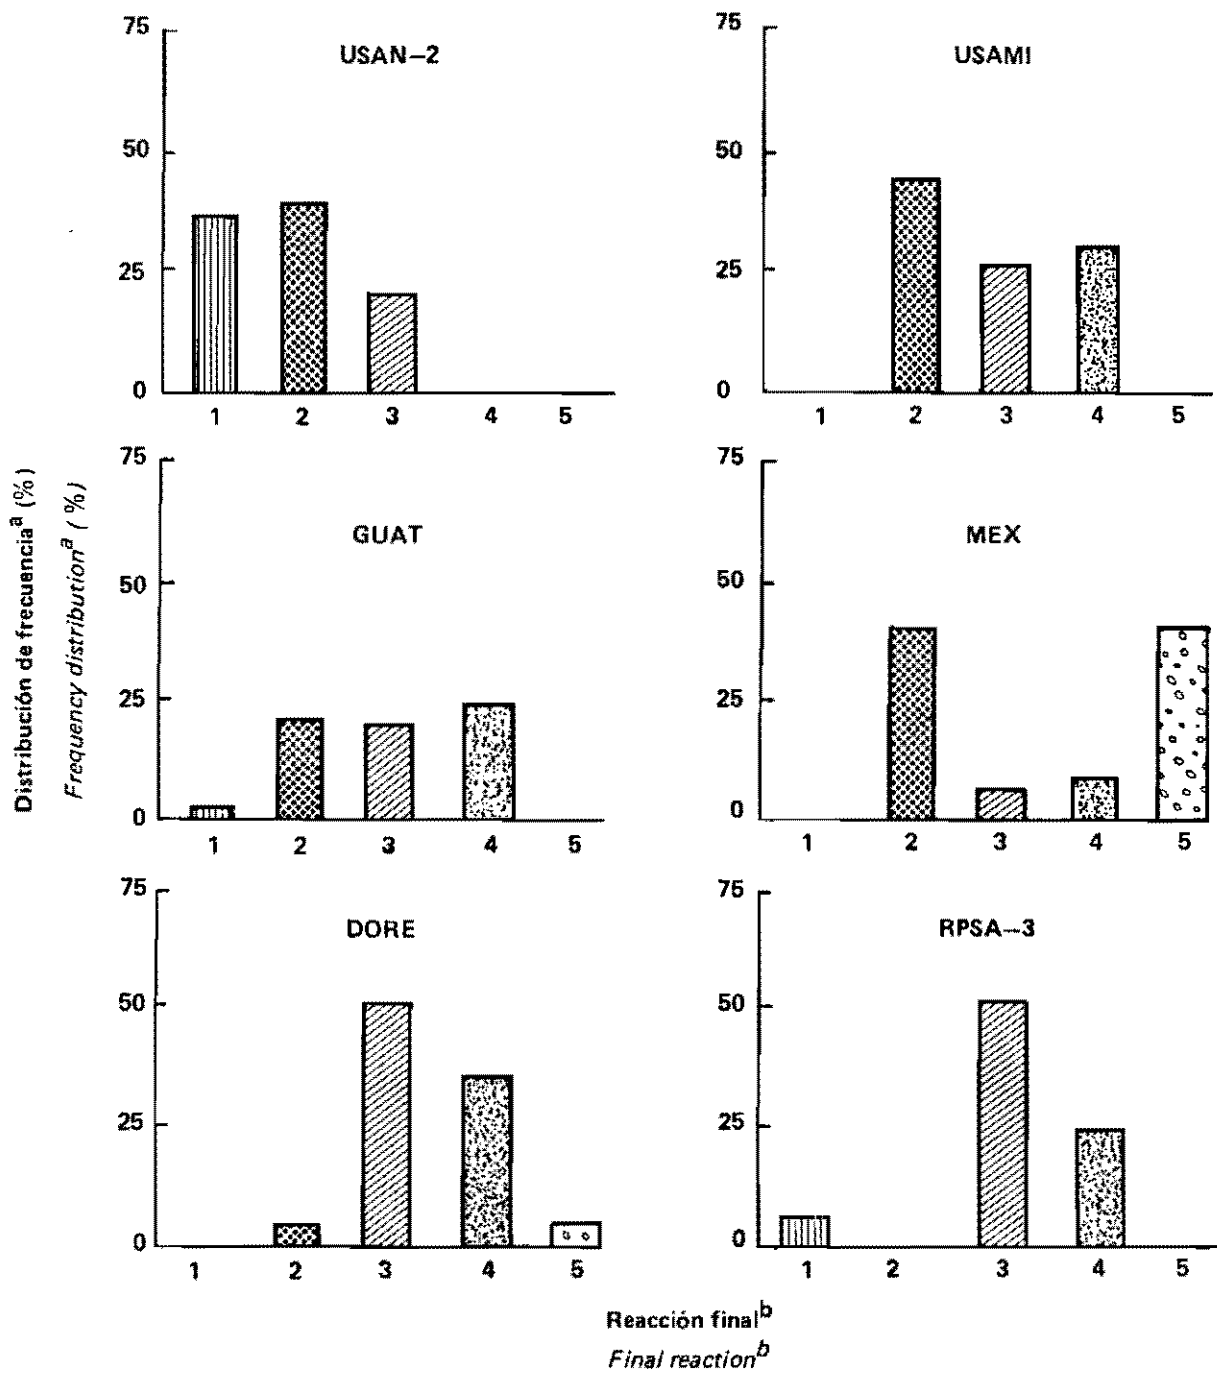 USAN–2
75
50
25
0
1 2 3 4 5
USAMI
75
50
25
0
1 2 3 4 5
Distribución de frecuenciaᵃ (%)
Frequency distributionᵃ ( %)
GUAT
75
50
25
0
1 2 3 4 5
MEX
75
50
25
0
1 2 3 4 5
DORE
75
50
25
0
1 2 3 4 5
RPSA–3
75
50
25
0
1 2 3 4 5
Reacción finalᵇ
Final reactionᵇ